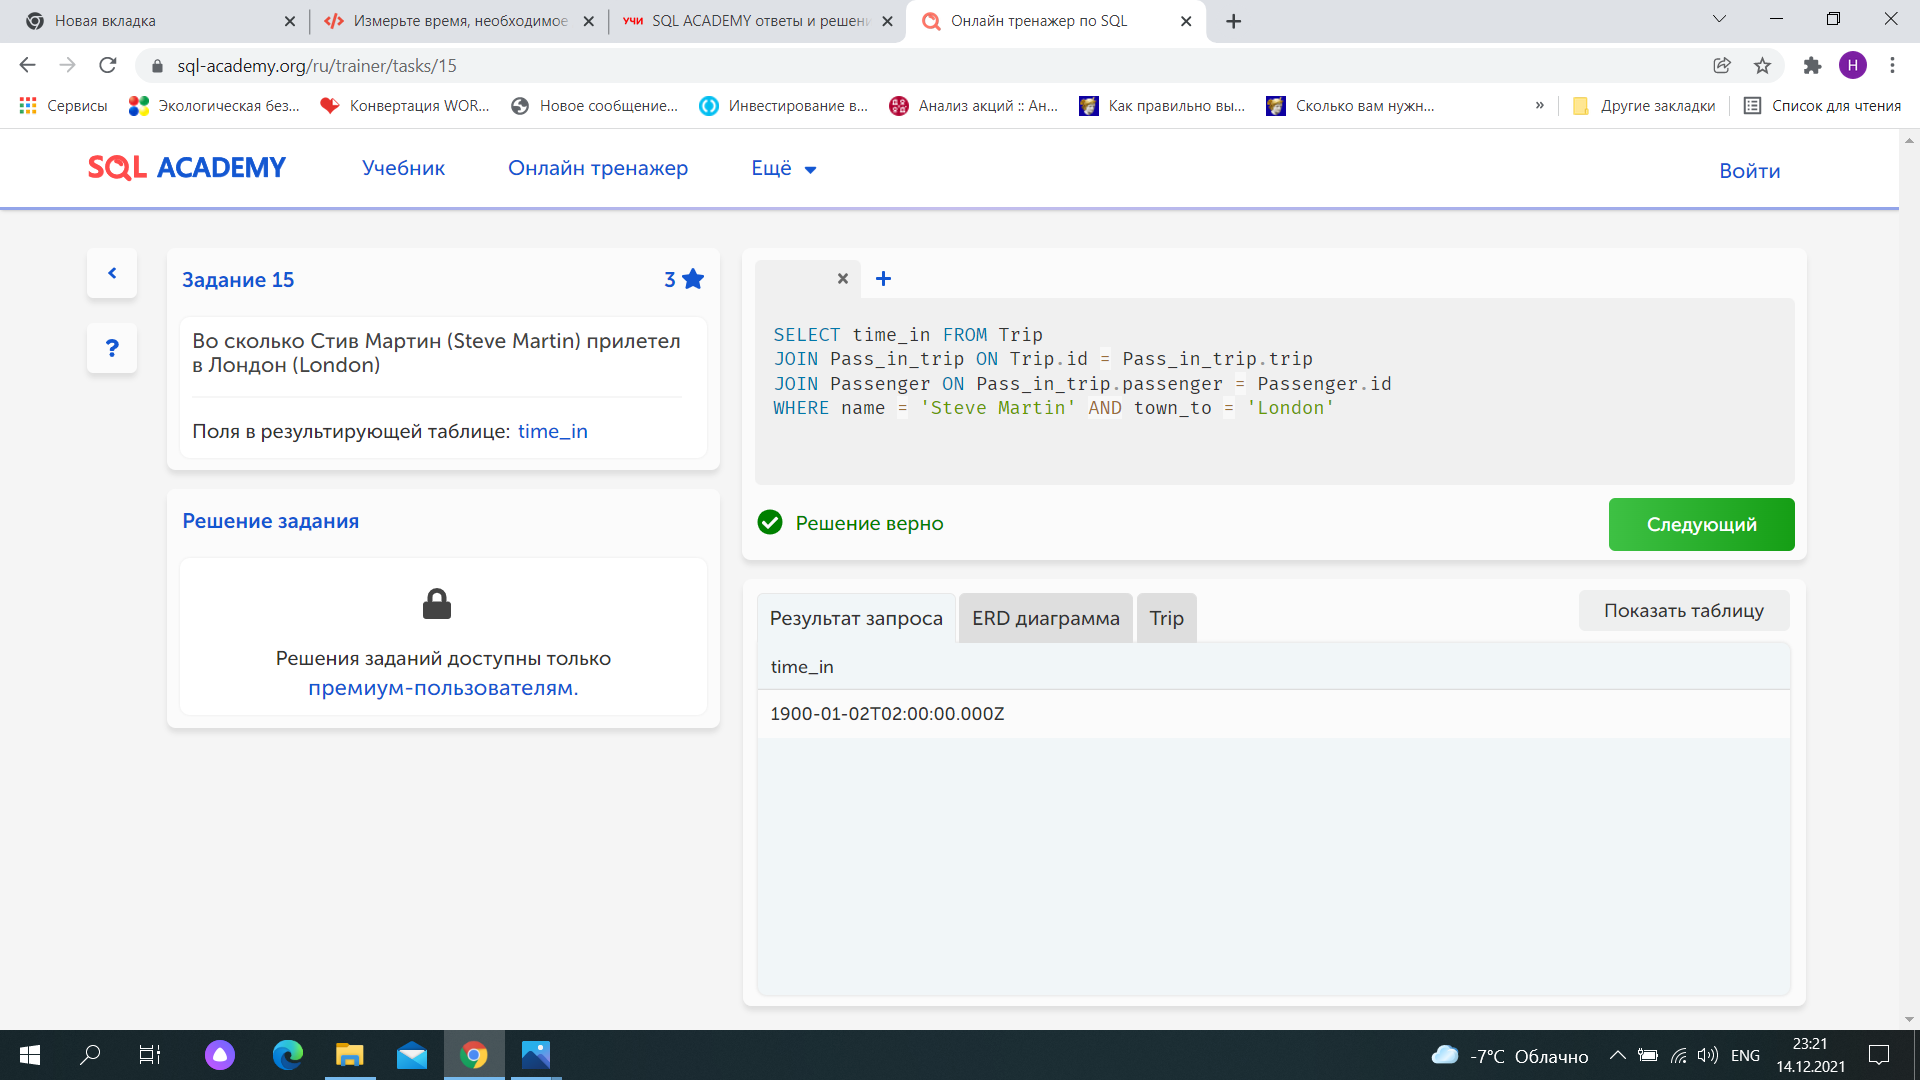 Новая вкладка
Измерьте время, необходимое
УЧИ SQL ACADEMY ответы и решени
Онлайн тренажер по SQL
sql-academy.org/ru/trainer/tasks/15
H
Сервисы
Экологическая без...
Конвертация WOR...
Новое сообщение...
Инвестирование в...
Анализ акций :: Ан...
Как правильно вы...
Сколько вам нужн...
»
Другие закладки
Список для чтения
SQL ACADEMY
Учебник
Онлайн тренажер
Ещё
Войти
Задание 15
3
?
Во сколько Стив Мартин (Steve Martin) прилетел
в Лондон (London)
Поля в результирующей таблице: time_in
Решение задания
Решения заданий доступны только
премиум-пользователям.
SELECT time_in FROM Trip
JOIN Pass_in_trip ON Trip.id = Pass_in_trip.trip
JOIN Passenger ON Pass_in_trip.passenger = Passenger.id
WHERE name = 'Steve Martin' AND town_to = 'London'
Решение верно
Следующий
Результат запроса
ERD диаграмма
Trip
Показать таблицу
time_in
1900-01-02T02:00:00.000Z
-7°C Облачно
ENG
23:21
14.12.2021